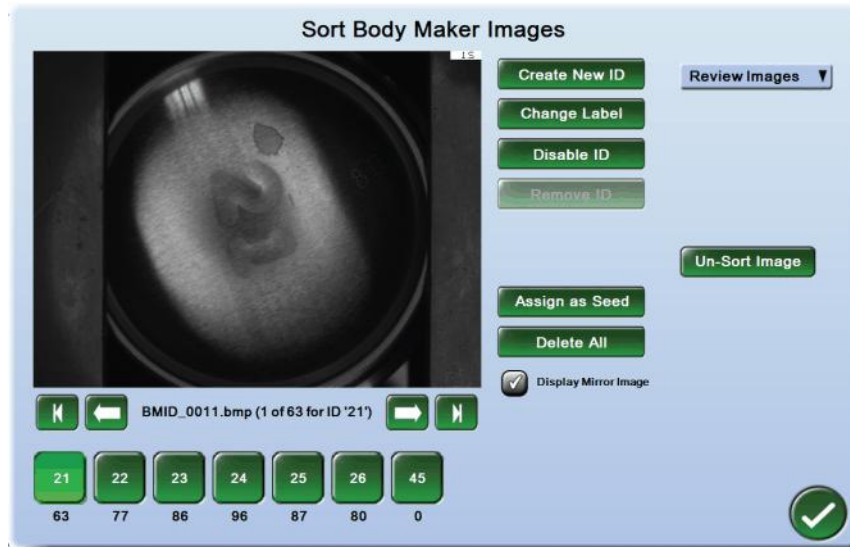 Sort Body Maker Images
Create New ID
Review Images
Change Label
Disable ID
Remove ID
Un-Sort Image
Assign as Seed
Delete All
Display Mirror Image
BMID_0011.bmp (1 of 63 for ID '21')
21 22 23 24 25 26 45
63 77 86 96 87 80 0